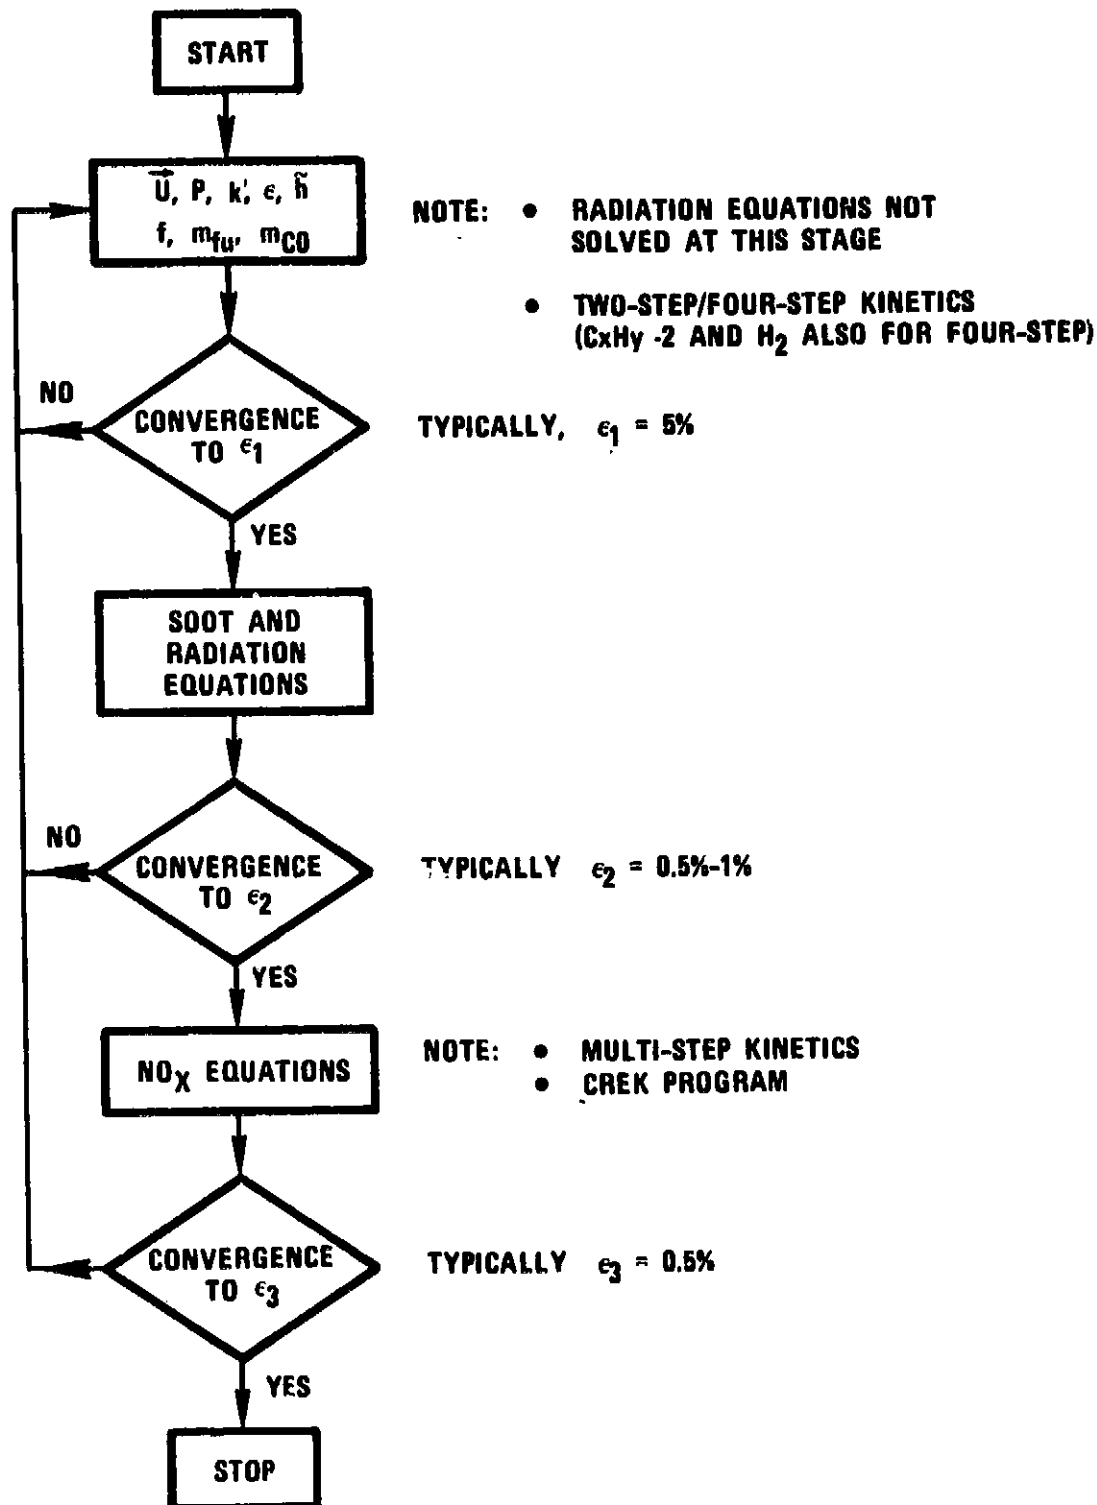 START
U⃗, P, k', ϵ, h̃
f, m_fu, m_CO
NOTE: • RADIATION EQUATIONS NOT
SOLVED AT THIS STAGE
• TWO-STEP/FOUR-STEP KINETICS
(CxHy -2 AND H₂ ALSO FOR FOUR-STEP)
NO
CONVERGENCE
TO ϵ₁
TYPICALLY, ϵ₁ = 5%
YES
SOOT AND
RADIATION
EQUATIONS
NO
CONVERGENCE
TO ϵ₂
TYPICALLY ϵ₂ = 0.5%-1%
YES
NOX EQUATIONS
NOTE: • MULTI-STEP KINETICS
• CREK PROGRAM
CONVERGENCE
TO ϵ₃
TYPICALLY ϵ₃ = 0.5%
YES
STOP